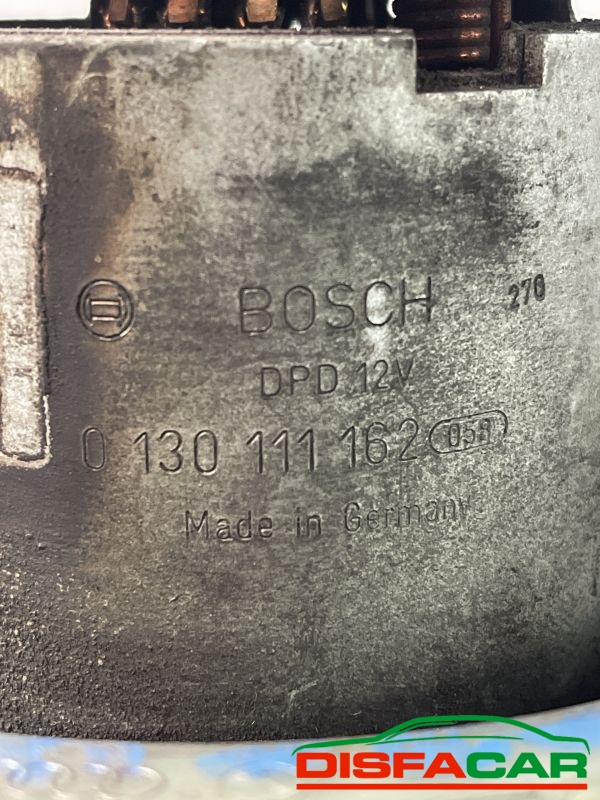 BOSCH 270
DPD 12V
0 130 111 162 058
Made in Germany
DISFACAR